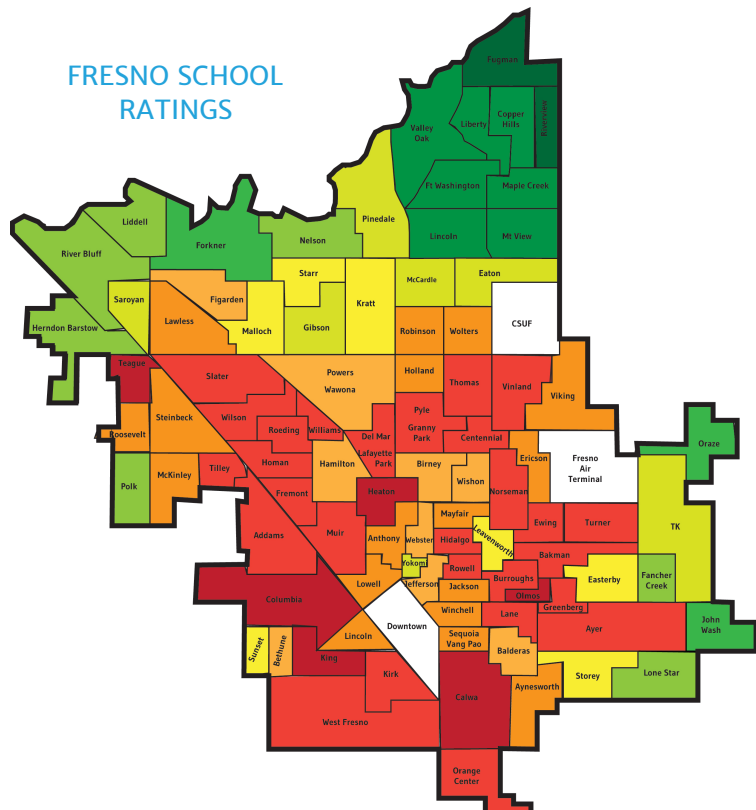 FRESNO SCHOOL
RATINGS
Fugman
Valley
Oak
Liberty
Copper
Hills
Riverview
Ft Washington
Maple Creek
Pinedale
Lincoln
Mt View
Liddell
River Bluff
Forkner
Nelson
Starr
McCardle
Eaton
Saroyan
Figarden
Kratt
Herndon Barstow
Lawless
Malloch
Gibson
Robinson
Wolters
CSUF
Teague
Slater
Powers
Wawona
Holland
Thomas
Vinland
Viking
Steinbeck
Wilson
Roeding
Williams
Del Mar
Lafayette
Park
Pyle
Granny
Park
Centennial
Roosevelt
Oraze
Polk
McKinley
Tilley
Homan
Hamilton
Birney
Wishon
Ericson
Fresno
Air
Terminal
Fremont
Heaton
Norseman
Addams
Muir
Anthony
Webster
Mayfair
Hidalgo
Leavenworth
Ewing
Turner
TK
Bakman
Yokomi
Rowell
Columbia
Lowell
Jefferson
Jackson
Burroughs
Olmos
Easterby
Fancher
Creek
Winchell
Lane
Greenberg
Downtown
Lincoln
Sequoia
Vang Pao
Ayer
John
Wash
Sunset
Bethune
King
Kirk
Balderas
Calwa
Aynesworth
Storey
Lone Star
West Fresno
Orange
Center